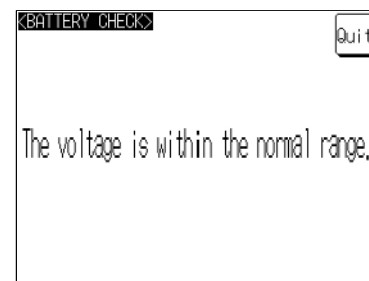 <BATTERY CHECK>
Quit
The voltage is within the normal range.